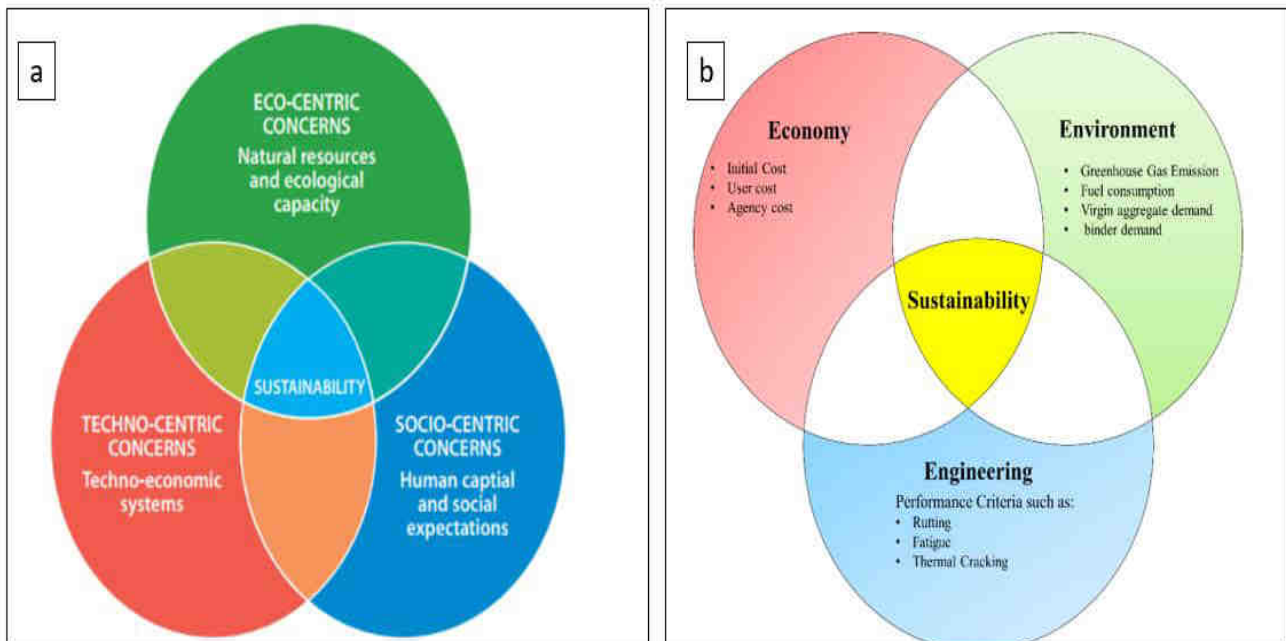 a
ECO-CENTRIC
CONCERNS
Natural resources
and ecological
capacity
SUSTAINABILITY
TECHNO-CENTRIC
CONCERNS
Techno-economic
systems
SOCIO-CENTRIC
CONCERNS
Human captial
and social
expectations
b
Economy
• Initial Cost
• User cost
• Agency cost
Environment
• Greenhouse Gas Emission
• Fuel consumption
• Virgin aggregate demand
• binder demand
Sustainability
Engineering
Performance Criteria such as:
• Rutting
• Fatigue
• Thermal Cracking